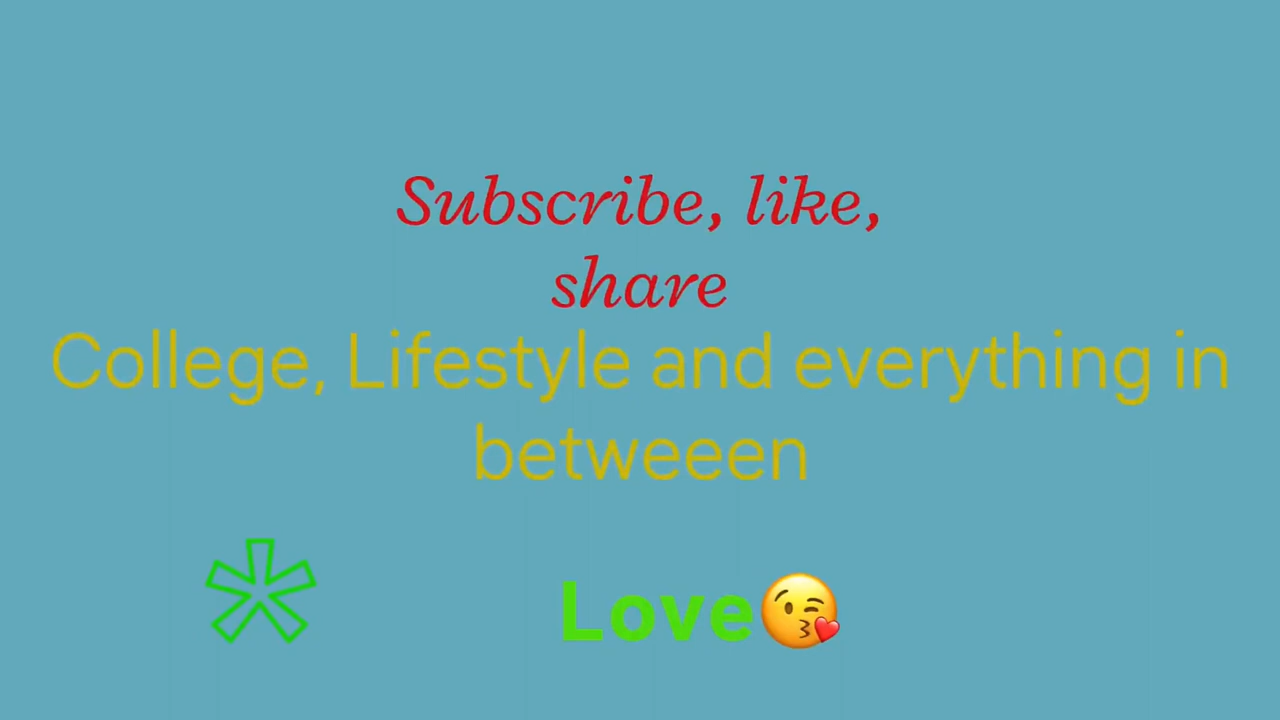 Subscribe, like,
share
College, Lifestyle and everything in
betweeen
Love😘